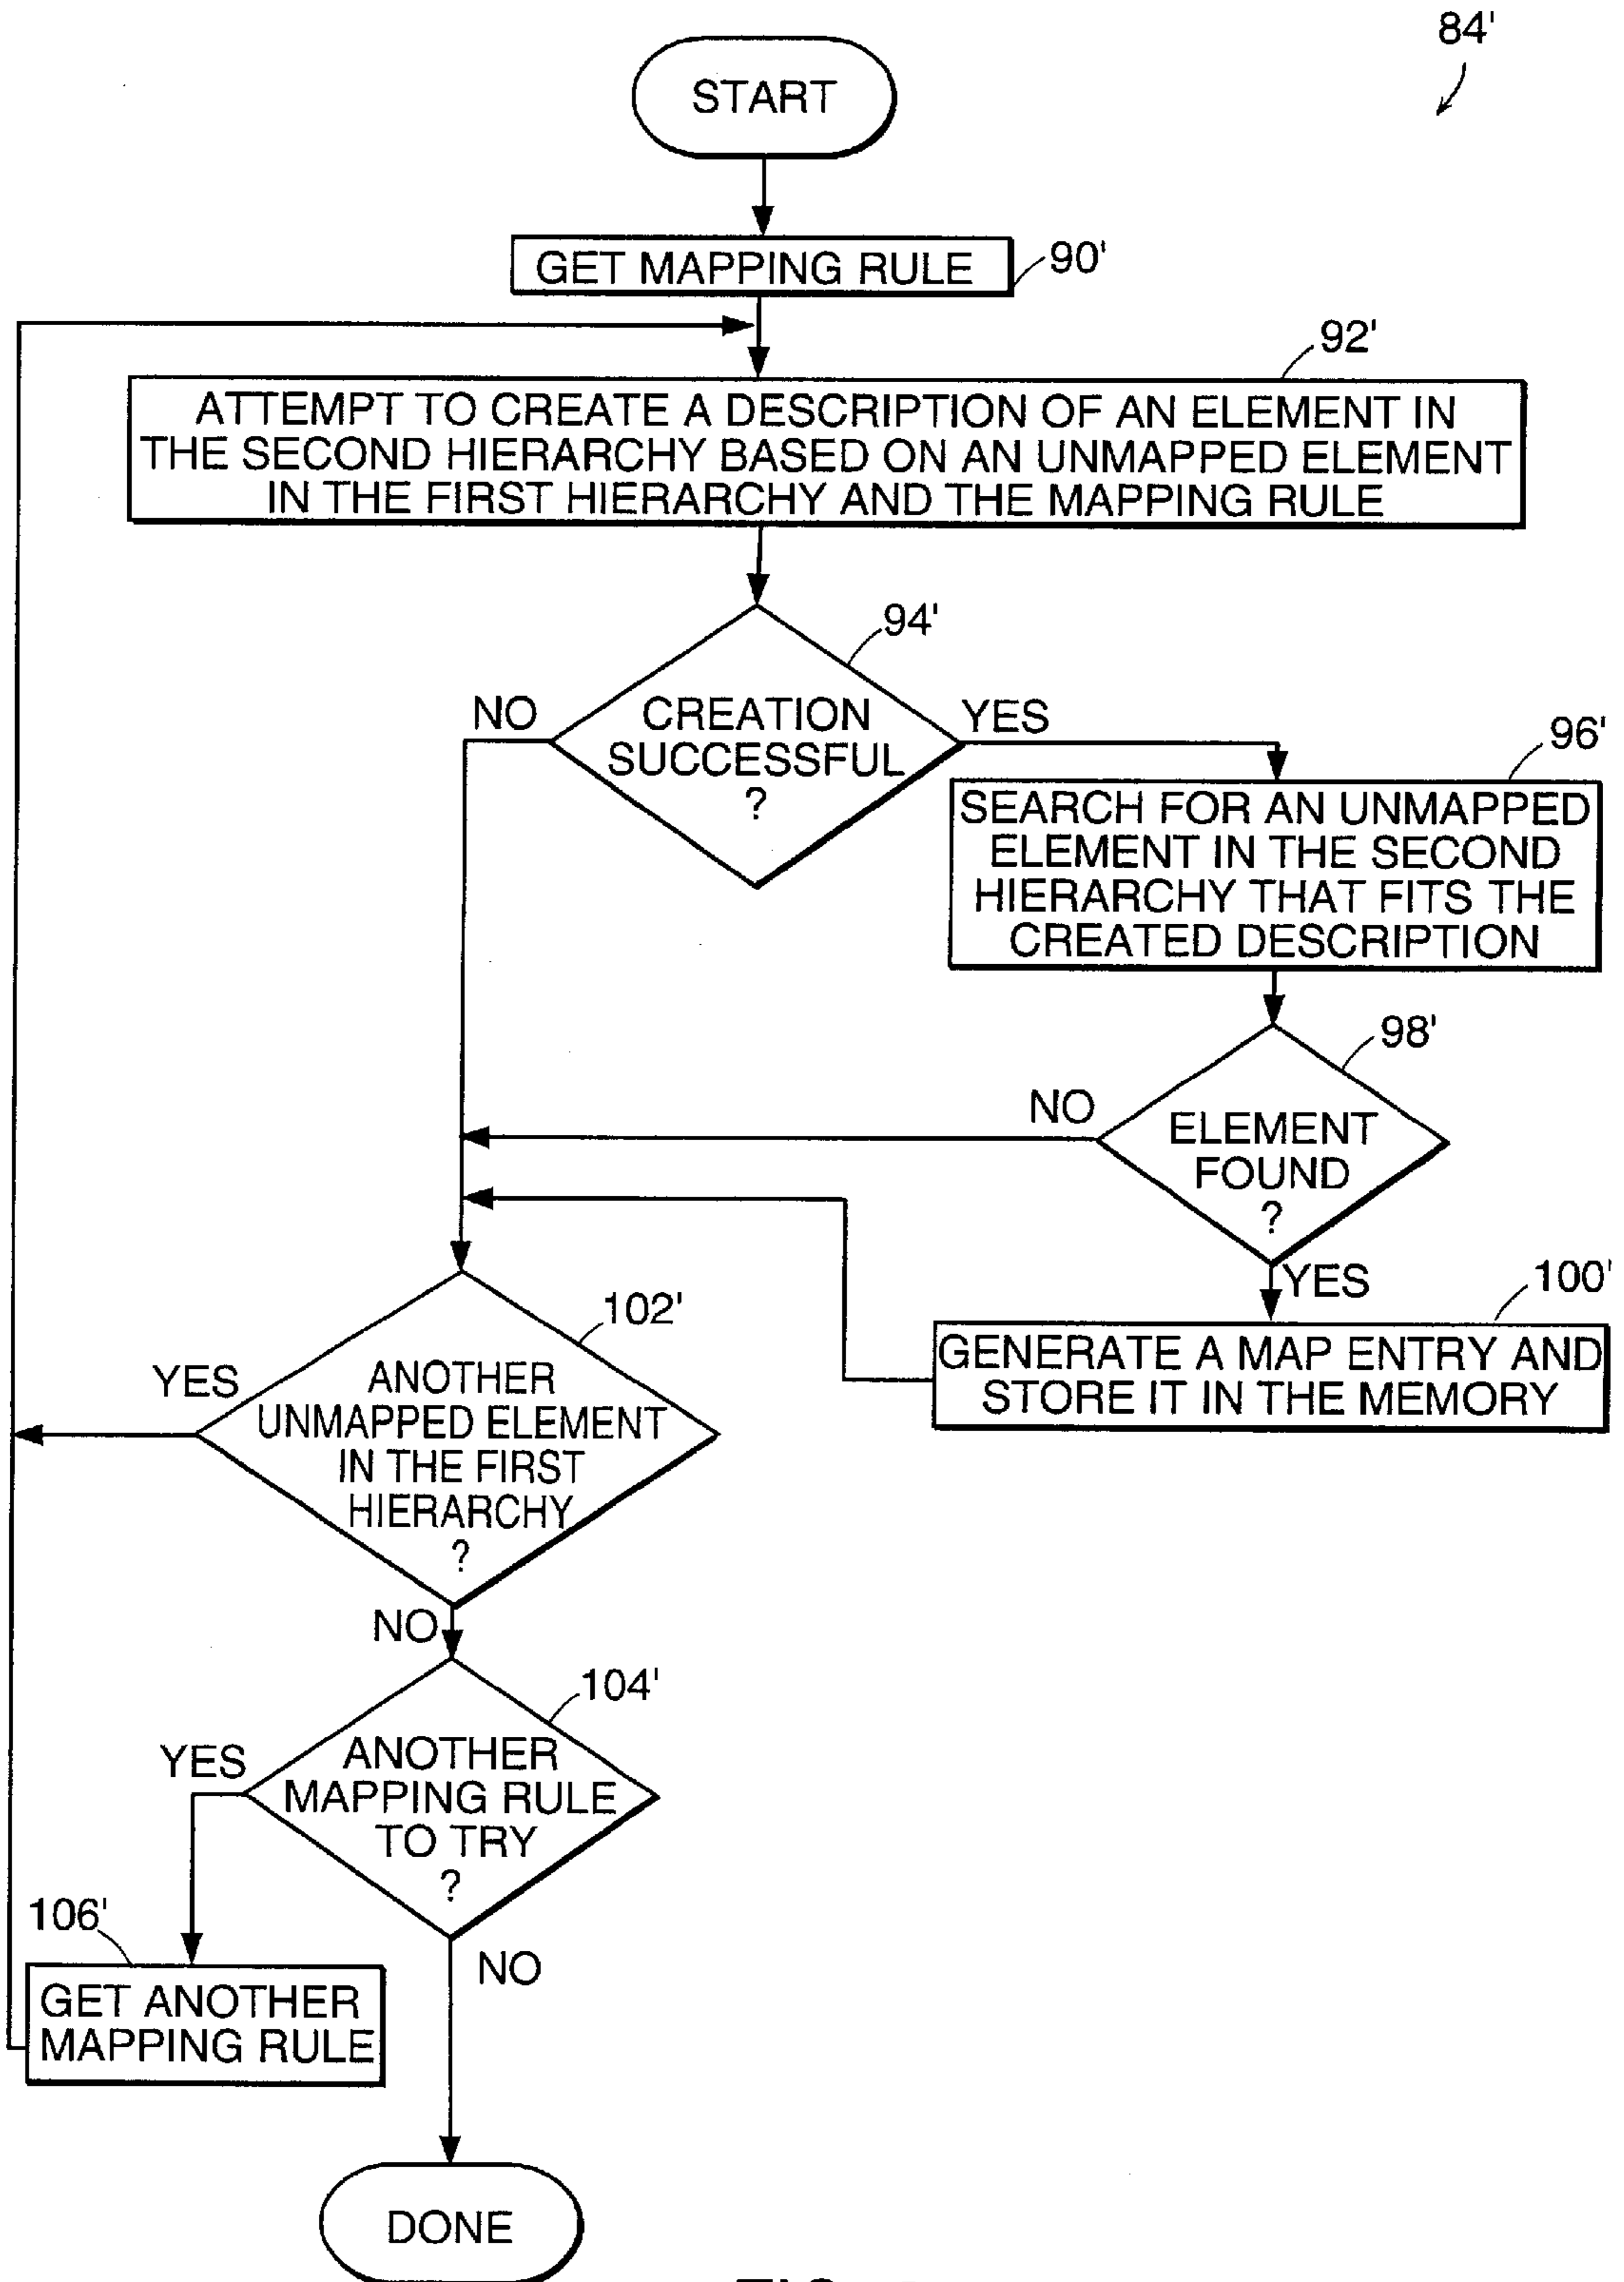 84'
START
GET MAPPING RULE
90'
92'
ATTEMPT TO CREATE A DESCRIPTION OF AN ELEMENT IN
THE SECOND HIERARCHY BASED ON AN UNMAPPED ELEMENT
IN THE FIRST HIERARCHY AND THE MAPPING RULE
94'
NO
CREATION
SUCCESSFUL
?
YES
96'
SEARCH FOR AN UNMAPPED
ELEMENT IN THE SECOND
HIERARCHY THAT FITS THE
CREATED DESCRIPTION
98'
NO
ELEMENT
FOUND
?
YES
100'
GENERATE A MAP ENTRY AND
STORE IT IN THE MEMORY
102'
YES
ANOTHER
UNMAPPED ELEMENT
IN THE FIRST
HIERARCHY
?
NO
104'
YES
ANOTHER
MAPPING RULE
TO TRY
?
106'
NO
GET ANOTHER
MAPPING RULE
DONE